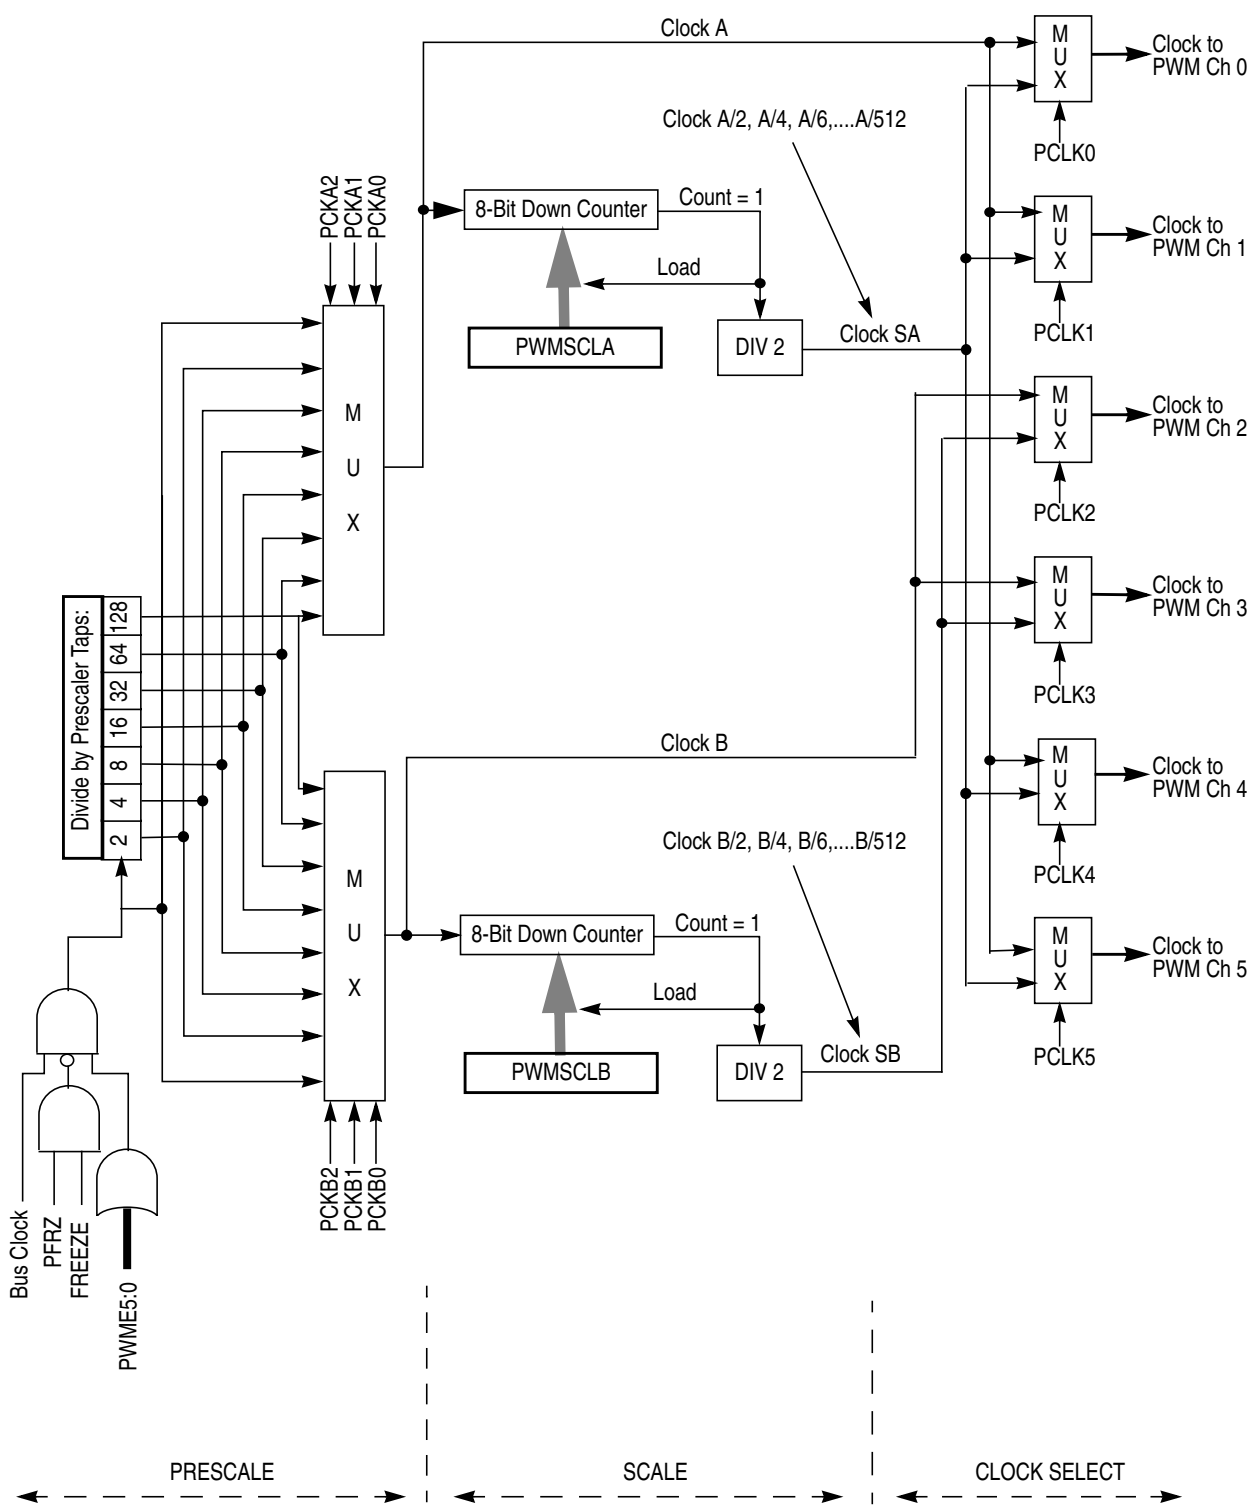 Clock A
M
U
X
Clock to
PWM Ch 0
PCLK0
Clock A/2, A/4, A/6,....A/512
PCKA2
PCKA1
PCKA0
8-Bit Down Counter
Count = 1
Load
PWMSCLA
DIV 2
Clock SA
M
U
X
Clock to
PWM Ch 1
PCLK1
M
U
X
M
U
X
Clock to
PWM Ch 2
PCLK2
M
U
X
Clock to
PWM Ch 3
PCLK3
Divide by Prescaler Taps:
128
64
32
16
8
4
2
Clock B
M
U
X
Clock to
PWM Ch 4
PCLK4
Clock B/2, B/4, B/6,....B/512
M
U
X
8-Bit Down Counter
Count = 1
Load
PWMSCLB
DIV 2
Clock SB
M
U
X
Clock to
PWM Ch 5
PCLK5
PCKB2
PCKB1
PCKB0
Bus Clock
PFRZ
FREEZE
PWME5:0
PRESCALE
SCALE
CLOCK SELECT